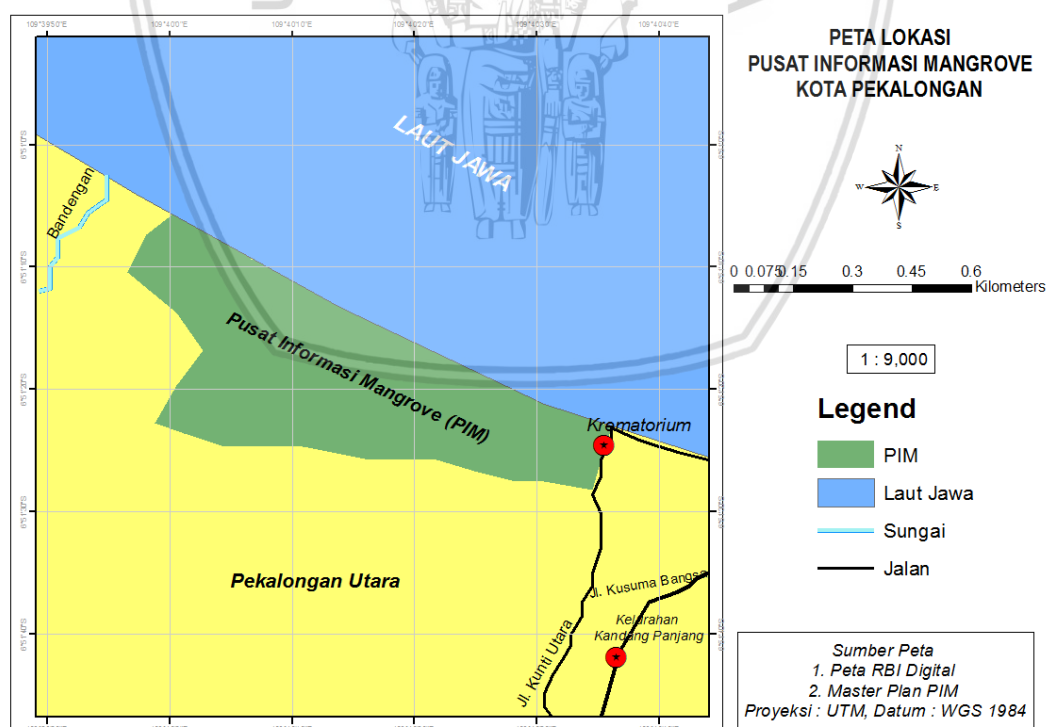 109°39'50"E 109°40'0"E 109°40'10"E 109°40'20"E 109°40'30"E 109°40'40"E
PETA LOKASI
PUSAT INFORMASI MANGROVE
KOTA PEKALONGAN
LAUT JAWA
Bandengan
N
W E
S
0 0.075 0.15 0.3 0.45 0.6
Kilometers
Pusat Informasi Mangrove (PIM)
1 : 9,000
Krematorium
Legend
PIM
Laut Jawa
Sungai
Jalan
Pekalongan Utara
Jl. Kusuma Bangsa
Kelurahan
Kandang Panjang
Jl. Kunti Utara
Sumber Peta
1. Peta RBI Digital
2. Master Plan PIM
Proyeksi : UTM, Datum : WGS 1984